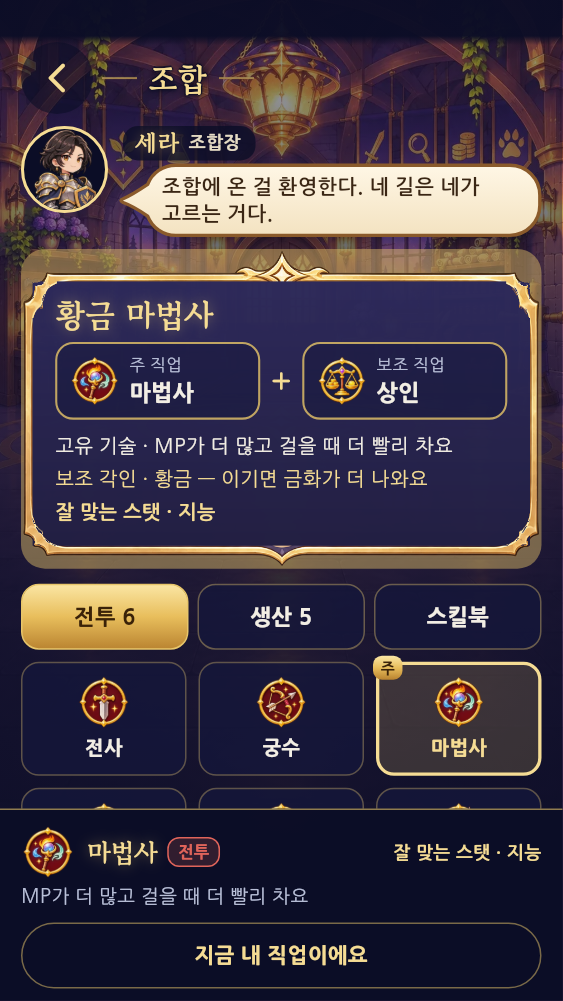 조합
세라 조합장
조합에 온 걸 환영한다. 네 길은 네가
고르는 거다.
황금 마법사
주 직업
마법사
+
보조 직업
상인
고유 기술 · MP가 더 많고 걸을 때 더 빨리 차요
보조 각인 · 황금 — 이기면 금화가 더 나와요
잘 맞는 스탯 · 지능
전투 6
생산 5
스킬북
전사
궁수
주
마법사
마법사 전투
잘 맞는 스탯 · 지능
MP가 더 많고 걸을 때 더 빨리 차요
지금 내 직업이에요